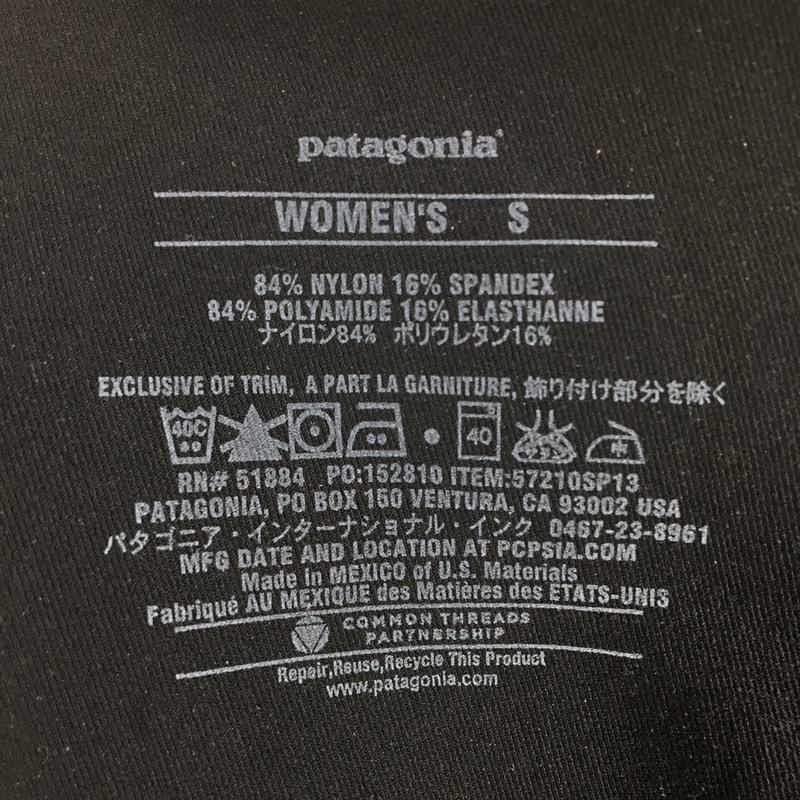 patagonia®
WOMEN'S S
84% NYLON 16% SPANDEX
84% POLYAMIDE 16% ELASTHANNE
ナイロン84% ポリウレタン16%
EXCLUSIVE OF TRIM, A PART LA GARNITURE, 飾り付け部分を除く
40C 40 中
RN# 51884 PO:152810 ITEM:57210SP13
PATAGONIA, PO BOX 150 VENTURA, CA 93002 USA
パタゴニア・インターナショナル・インク 0467-23-8961
MFG DATE AND LOCATION AT PCPSIA.COM
Made in MEXICO of U.S. Materials
Fabriqué AU MEXIQUE des Matières des ÉTATS-UNIS
COMMON THREADS
PARTNERSHIP
Repair,Reuse,Recycle This Product
www.patagonia.com